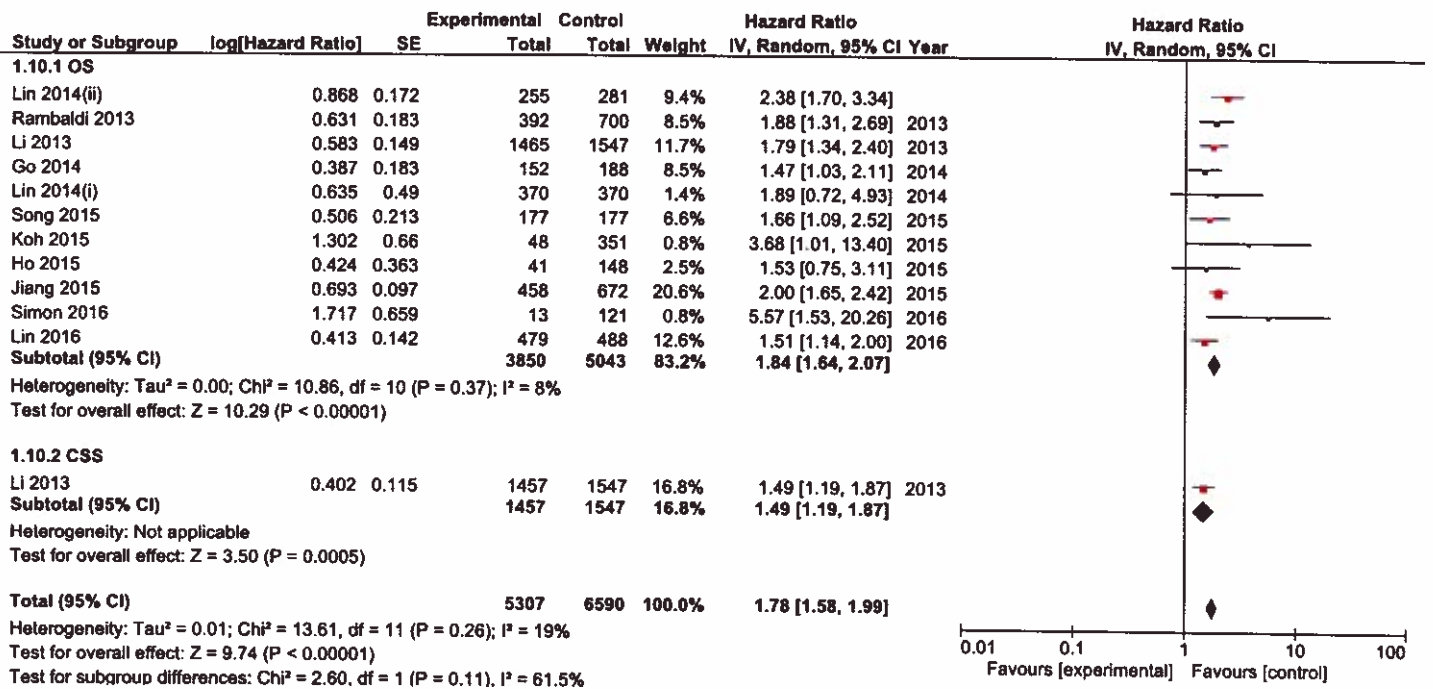 Experimental Control Hazard Ratio Hazard Ratio
Study or Subgroup log[Hazard Ratio] SE Total Total Weight IV, Random, 95% CI Year IV, Random, 95% CI
1.10.1 OS
Lin 2014(ii) 0.868 0.172 255 281 9.4% 2.38 [1.70, 3.34]
Rambaldi 2013 0.631 0.183 392 700 8.5% 1.88 [1.31, 2.69] 2013
Li 2013 0.583 0.149 1465 1547 11.7% 1.79 [1.34, 2.40] 2013
Go 2014 0.387 0.183 152 188 8.5% 1.47 [1.03, 2.11] 2014
Lin 2014(i) 0.635 0.49 370 370 1.4% 1.89 [0.72, 4.93] 2014
Song 2015 0.506 0.213 177 177 6.6% 1.66 [1.09, 2.52] 2015
Koh 2015 1.302 0.66 48 351 0.8% 3.68 [1.01, 13.40] 2015
Ho 2015 0.424 0.363 41 148 2.5% 1.53 [0.75, 3.11] 2015
Jiang 2015 0.693 0.097 458 672 20.6% 2.00 [1.65, 2.42] 2015
Simon 2016 1.717 0.659 13 121 0.8% 5.57 [1.53, 20.26] 2016
Lin 2016 0.413 0.142 479 488 12.6% 1.51 [1.14, 2.00] 2016
Subtotal (95% CI) 3850 5043 83.2% 1.84 [1.64, 2.07]
Heterogeneity: Tau² = 0.00; Chi² = 10.86, df = 10 (P = 0.37); I² = 8%
Test for overall effect: Z = 10.29 (P < 0.00001)
1.10.2 CSS
Li 2013 0.402 0.115 1457 1547 16.8% 1.49 [1.19, 1.87] 2013
Subtotal (95% CI) 1457 1547 16.8% 1.49 [1.19, 1.87]
Heterogeneity: Not applicable
Test for overall effect: Z = 3.50 (P = 0.0005)
Total (95% CI) 5307 6590 100.0% 1.78 [1.58, 1.99]
Heterogeneity: Tau² = 0.01; Chi² = 13.61, df = 11 (P = 0.26); I² = 19%
Test for overall effect: Z = 9.74 (P < 0.00001)
Test for subgroup differences: Chi² = 2.60, df = 1 (P = 0.11), I² = 61.5%
0.01 0.1 1 10 100
Favours [experimental] Favours [control]